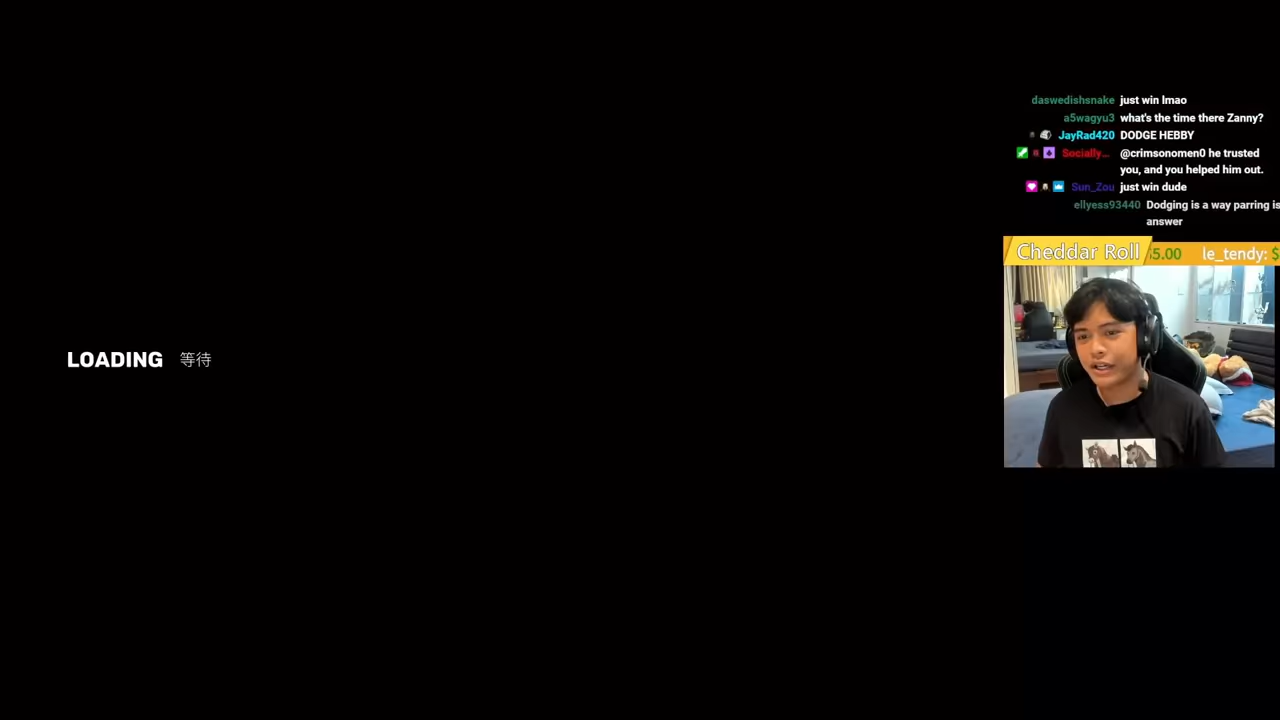 daswedishsnake just win lmao
a5wagyu3 what's the time there Zanny?
JayRad420 DODGE HEBBY
Socially... @crimsonomen0 he trusted
you, and you helped him out.
Sun_Zou just win dude
ellyess93440 Dodging is a way parring is
answer
Cheddar Roll $5.00 le_tendy: $
LOADING 等待